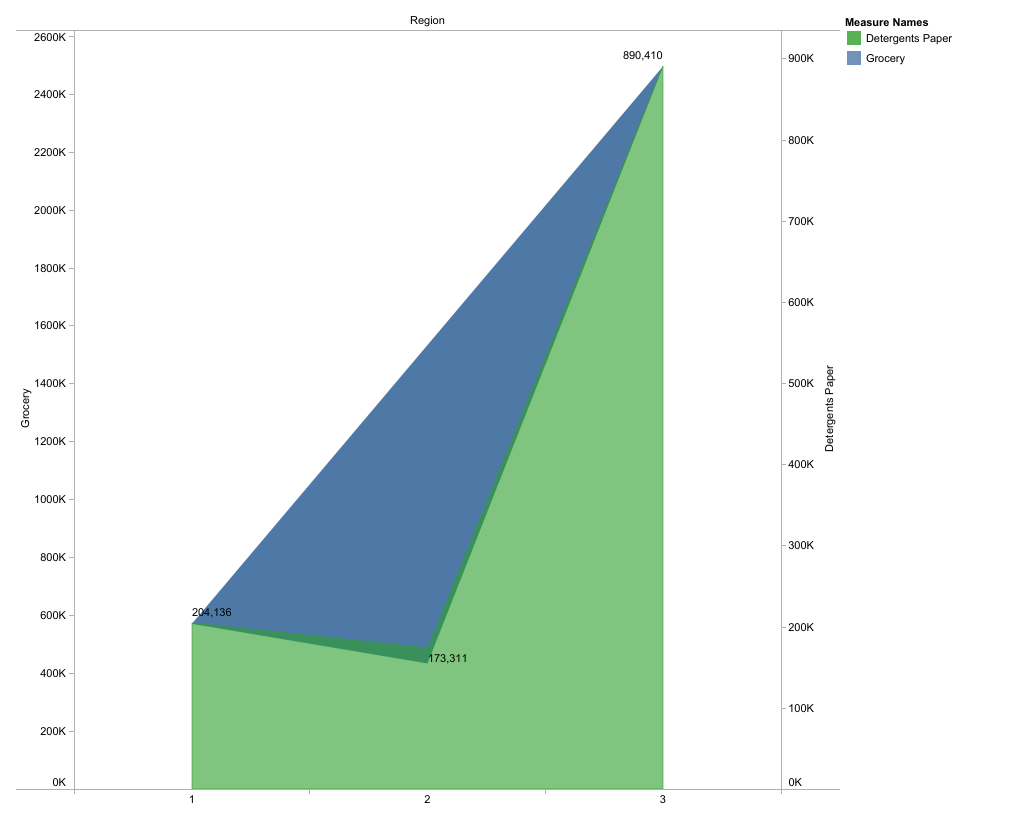 Region
Measure Names
Detergents Paper
Grocery
2600K
2400K
2200K
2000K
1800K
1600K
1400K
1200K
1000K
800K
600K
400K
200K
0K
Grocery
890,410
204,136
173,311
900K
800K
700K
600K
500K
400K
300K
200K
100K
0K
Detergents Paper
1 2 3